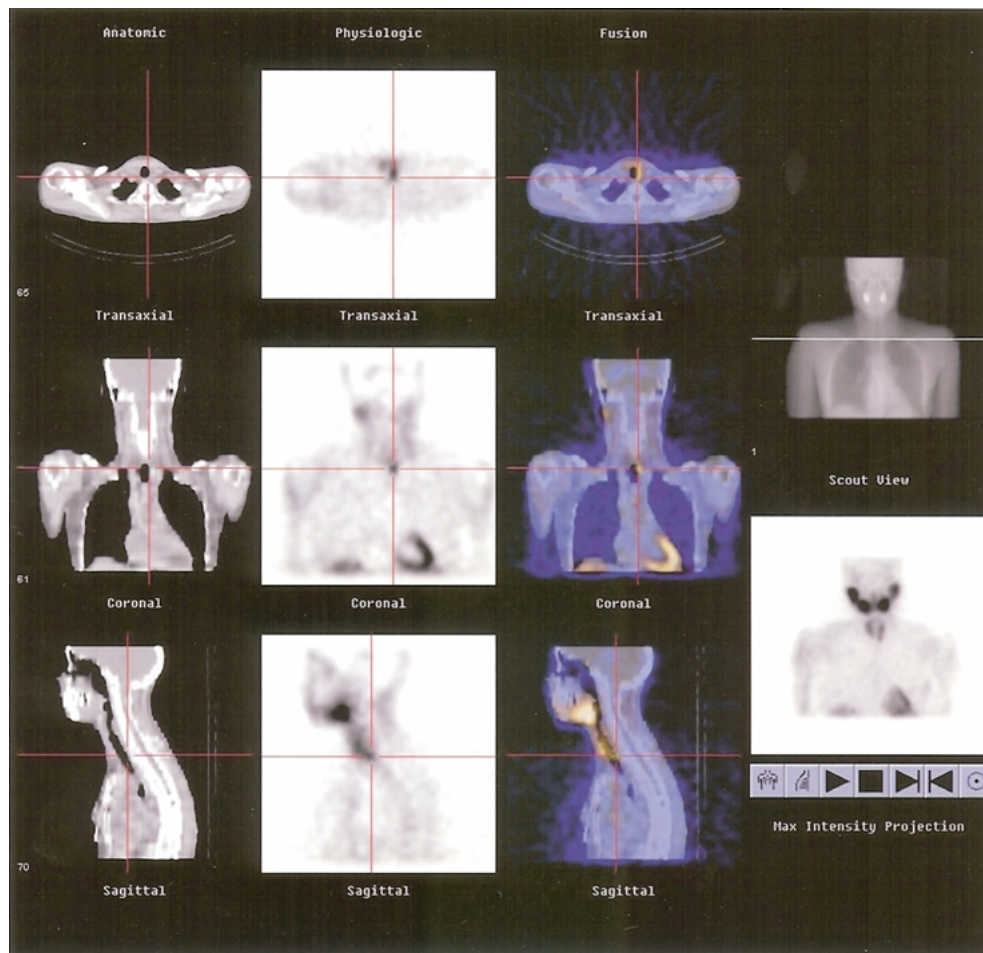 Anatomic Physiologic Fusion
65
Transaxial Transaxial Transaxial
1
Scout View
61
Coronal Coronal Coronal
Max Intensity Projection
70
Sagittal Sagittal Sagittal